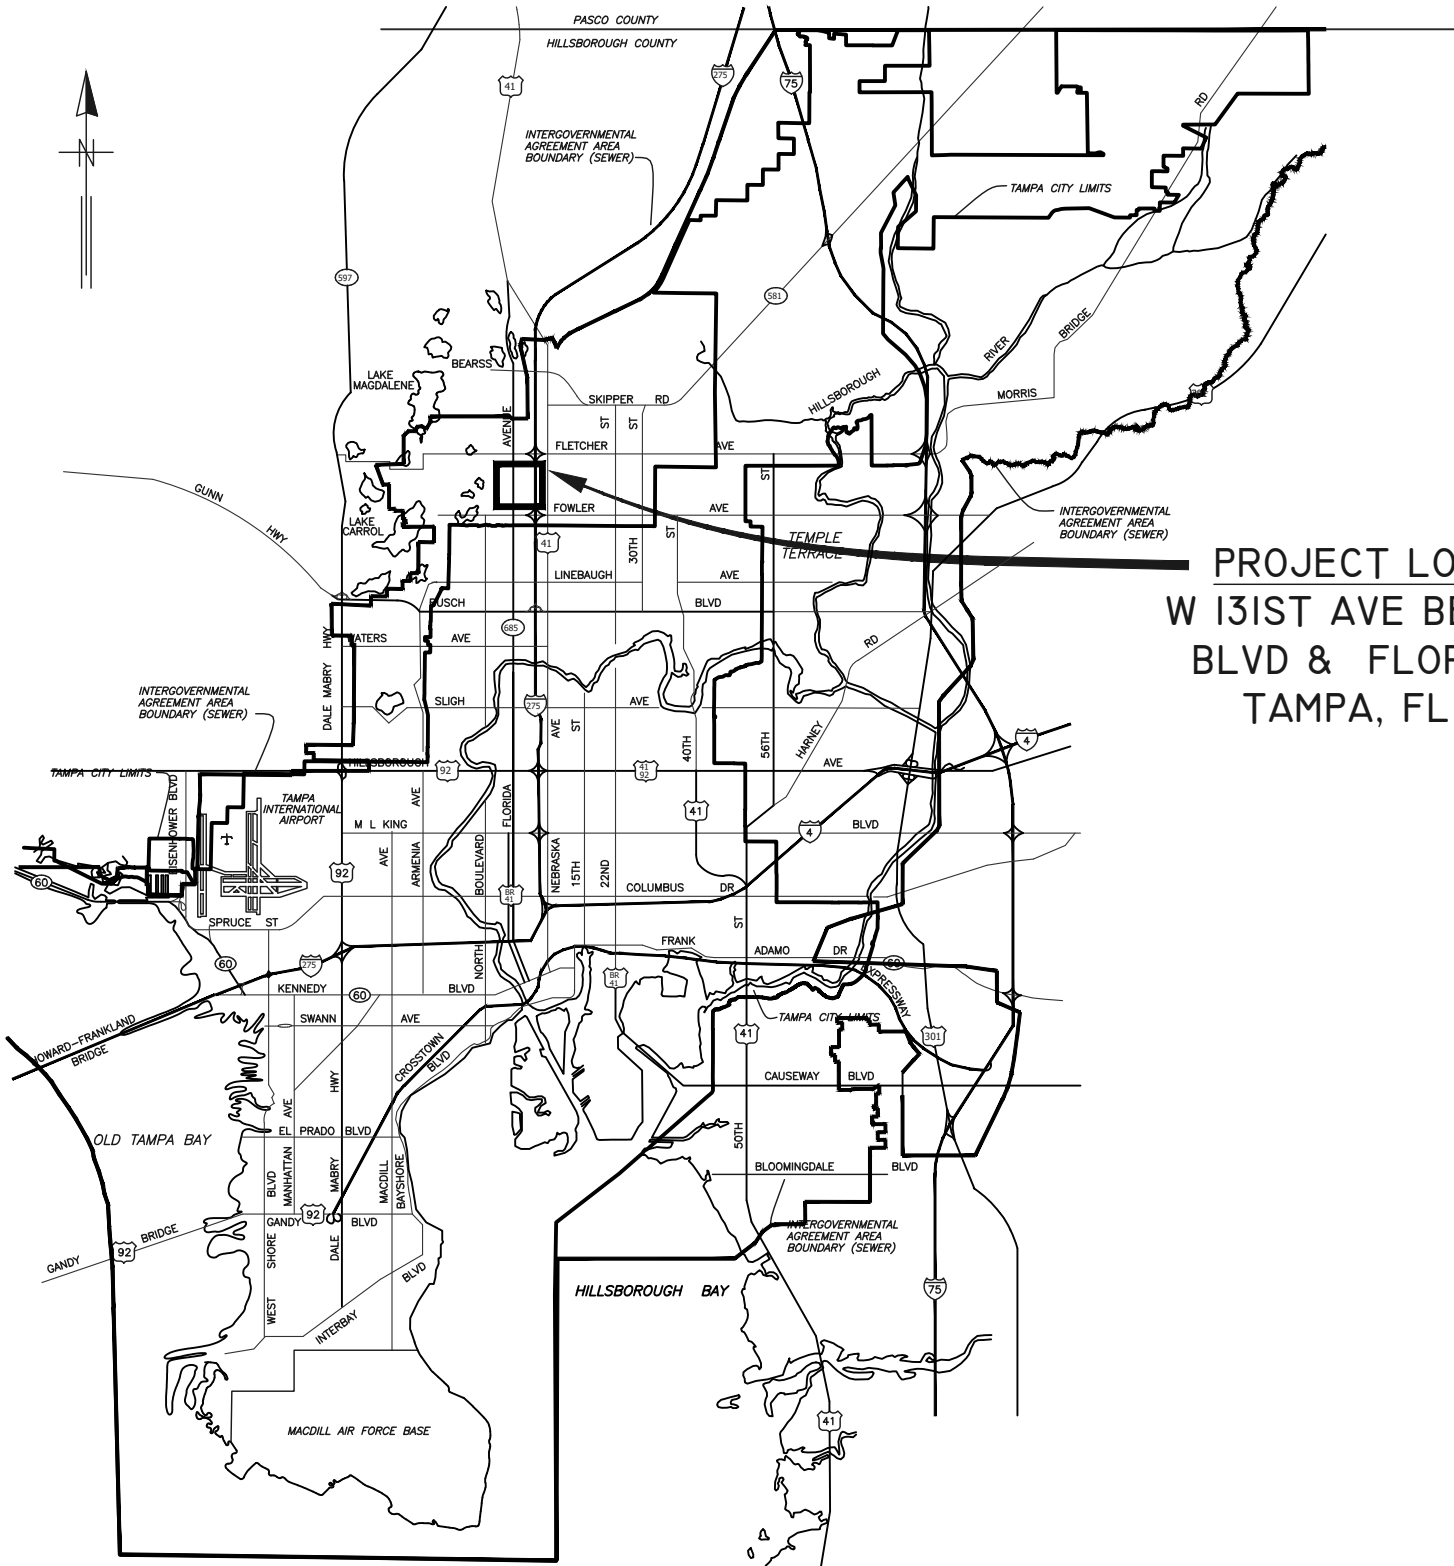 PASCO COUNTY
HILLSBOROUGH COUNTY
275
75
41
N
INTERGOVERNMENTAL
AGREEMENT AREA
BOUNDARY (SEWER)
RD
TAMPA CITY LIMITS
597
581
BRIDGE
RIVER
BEARSS
LAKE
MAGDALENE
HILLSBOROUGH
MORRIS
SKIPPER RD
AVENUE
ST
ST
FLETCHER AVE
ST
GUNN
HWY
LAKE
CARROL
FOWLER AVE
INTERGOVERNMENTAL
AGREEMENT AREA
BOUNDARY (SEWER)
41
30TH
ST
TEMPLE
TERRACE
PROJECT LO
W 131ST AVE BE
BLVD & FLOR
TAMPA, FL
LINEBAUGH AVE
BUSCH BLVD
685
WATERS AVE
RD
DALE MABRY HWY
INTERGOVERNMENTAL
AGREEMENT AREA
BOUNDARY (SEWER)
SLIGH AVE
275
AVE
ST
40TH
56TH
HARNEY
4
TAMPA CITY LIMITS
HILLSBOROUGH
92
41
92
AVE
EISENHOWER BLVD
TAMPA
INTERNATIONAL
AIRPORT
AVE
FLORIDA
41
M L KING
4
BLVD
60
92
AVE
ARMENIA
BOULEVARD
BR
41
NEBRASKA
15TH
22ND
COLUMBUS DR
SPRUCE ST
ST
FRANK
ADAMO DR
60
275
NORTH
BR
41
60
EXPRESSWAY
KENNEDY
60
BLVD
SWANN AVE
TAMPA CITY LIMITS
HOWARD-FRANKLAND
BRIDGE
CROSSTOWN
BLVD
41
301
HWY
CAUSEWAY BLVD
AVE
OLD TAMPA BAY
EL PRADO BLVD
50TH
BLVD
MANHATTAN
MABRY
MACDILL
BAYSHORE
BLOOMINGDALE BLVD
GANDY
92
BLVD
INTERGOVERNMENTAL
AGREEMENT AREA
BOUNDARY (SEWER)
GANDY
92
BRIDGE
WEST SHORE
DALE
BLVD
INTERBAY
HILLSBOROUGH BAY
75
MACDILL AIR FORCE BASE
41